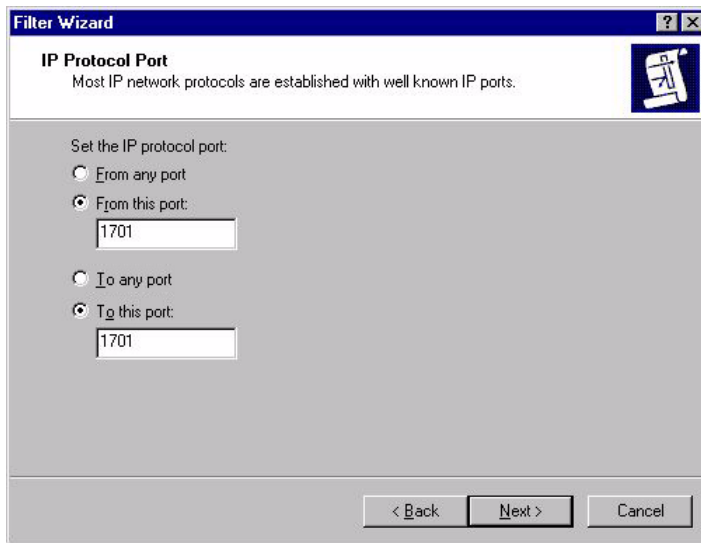 Filter Wizard
IP Protocol Port
Most IP network protocols are established with well known IP ports.
Set the IP protocol port:
From any port
From this port:
1701
To any port
To this port:
1701
< Back
Next >
Cancel